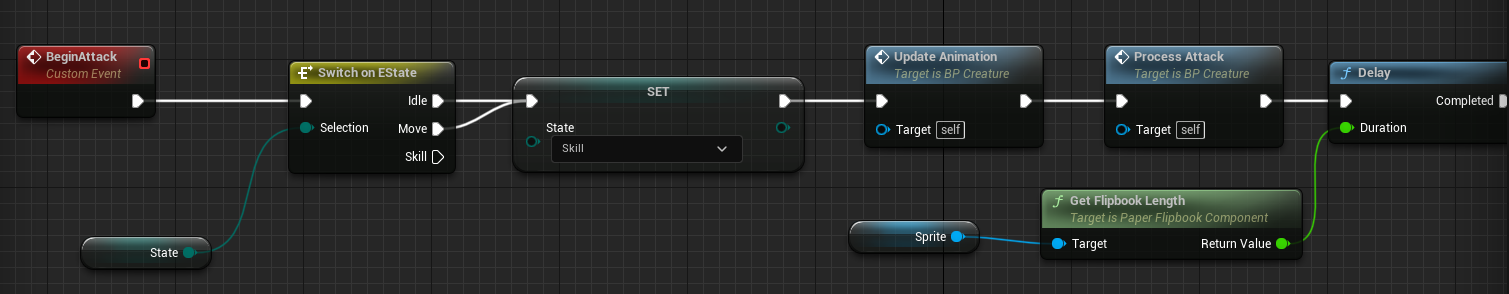 BeginAttack
Custom Event
Switch on EState
Idle
Selection
Move
Skill
State
SET
State
Skill
Update Animation
Target is BP Creature
Target self
Process Attack
Target is BP Creature
Target self
Sprite
Get Flipbook Length
Target is Paper Flipbook Component
Target
Return Value
f Delay
Completed
Duration